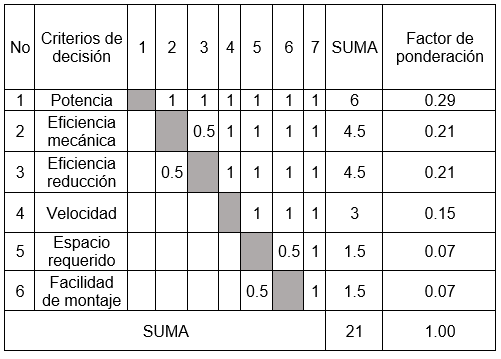 No Criterios de decisión 1 2 3 4 5 6 7 SUMA Factor de ponderación
1 Potencia 1 1 1 1 1 1 6 0.29
2 Eficiencia mecánica 0.5 1 1 1 1 4.5 0.21
3 Eficiencia reducción 0.5 1 1 1 1 4.5 0.21
4 Velocidad 1 1 1 3 0.15
5 Espacio requerido 0.5 1 1.5 0.07
6 Facilidad de montaje 0.5 1 1.5 0.07
SUMA 21 1.00